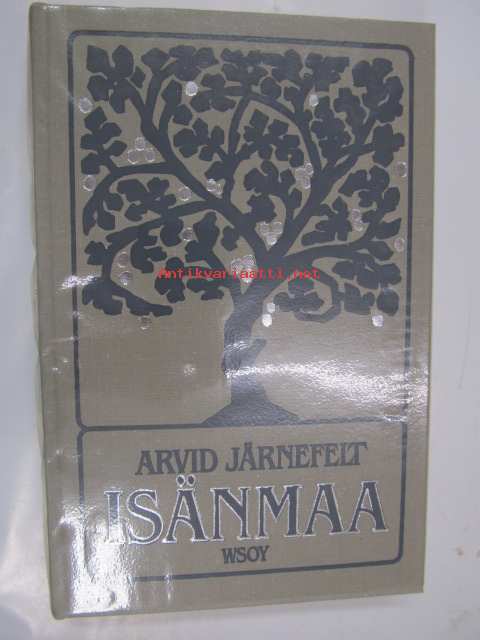 Antikvariaatti.net
ARVID JÄRNEFELT
ISÄNMAA
WSOY